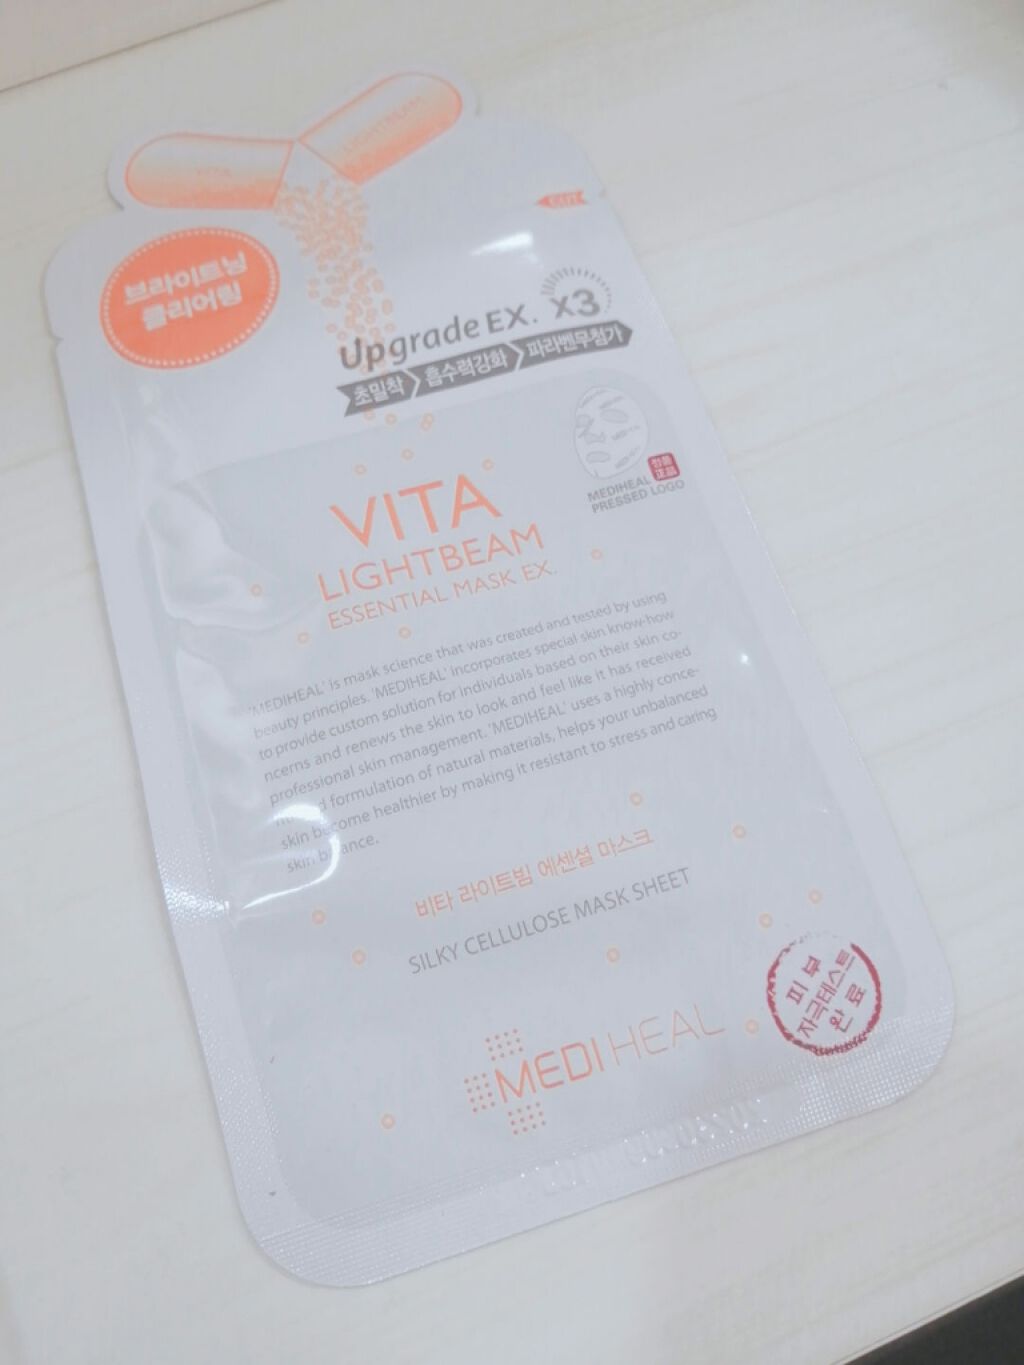 VITA
LIGHTBEAM
CUT
브라이트닝
클리어링
Upgrade EX. X3
초밀착
흡수력강화
파라벤무첨가
MEDIHEAL
PRESSED LOGO
정품
正品
VITA
LIGHTBEAM
ESSENTIAL MASK EX.
'MEDIHEAL' is mask science that was created and tested by using
beauty principles. 'MEDIHEAL' incorporates special skin know-how
to provide custom solution for individuals based on their skin co-
ncerns and renews the skin to look and feel like it has received
professional skin management. 'MEDIHEAL' uses a highly conce-
formulation of natural materials, helps your unbalanced
skin become healthier by making it resistant to stress and caring
skin balance.
비타 라이트빔 에센셜 마스크
SILKY CELLULOSE MASK SHEET
피부
자극테스트
완료
MEDIHEAL